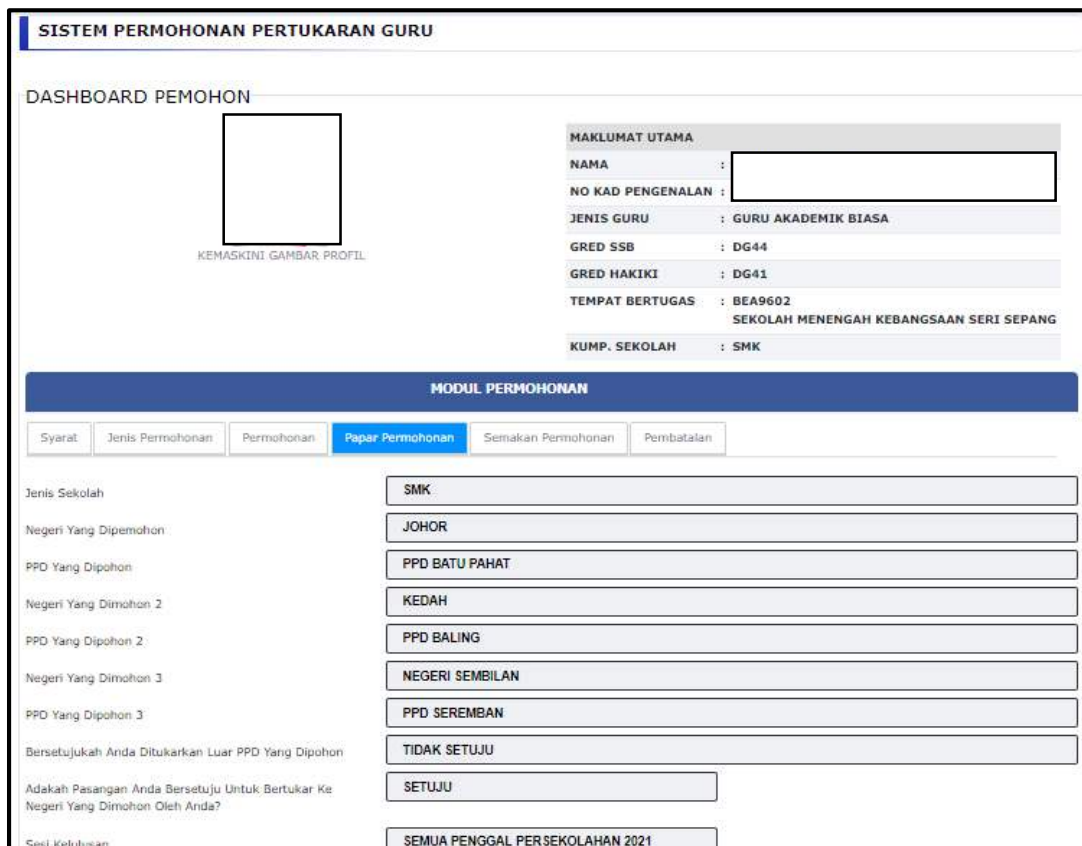 SISTEM PERMOHONAN PERTUKARAN GURU
DASHBOARD PEMOHON
KEMASKINI GAMBAR PROFIL
MAKLUMAT UTAMA
NAMA :
NO KAD PENGENALAN :
JENIS GURU : GURU AKADEMIK BIASA
GRED SSB : DG44
GRED HAKIKI : DG41
TEMPAT BERTUGAS : BEA9602
SEKOLAH MENENGAH KEBANGSAAN SERI SEPANG
KUMP. SEKOLAH : SMK
MODUL PERMOHONAN
Syarat Jenis Permohonan Permohonan Papar Permohonan Semakan Permohonan Pembatalan
Jenis Sekolah SMK
Negeri Yang Dipemohon JOHOR
PPD Yang Dipohon PPD BATU PAHAT
Negeri Yang Dimohon 2 KEDAH
PPD Yang Dipohon 2 PPD BALING
Negeri Yang Dimohon 3 NEGERI SEMBILAN
PPD Yang Dipohon 3 PPD SEREMBAN
Bersetujukah Anda Ditukarkan Luar PPD Yang Dipohon TIDAK SETUJU
Adakah Pasangan Anda Bersetuju Untuk Bertukar Ke SETUJU
Negeri Yang Dimohon Oleh Anda?
Sesi Kelulusan SEMUA PENGGAL PERSEKOLAHAN 2021